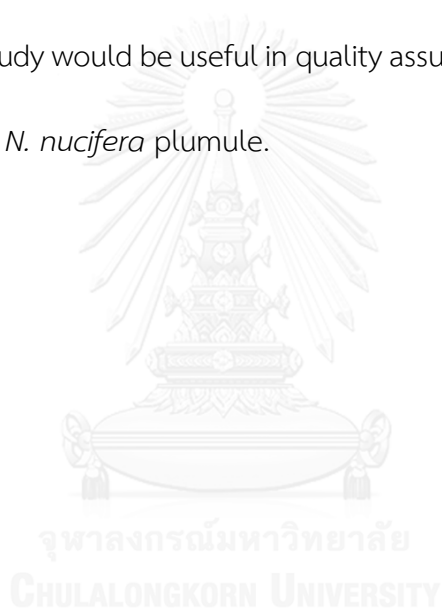 udy would be useful in quality assu
N. nucifera plumule.
จุฬาลงกรณ์มหาวิทยาลัย
CHULALONGKORN UNIVERSITY